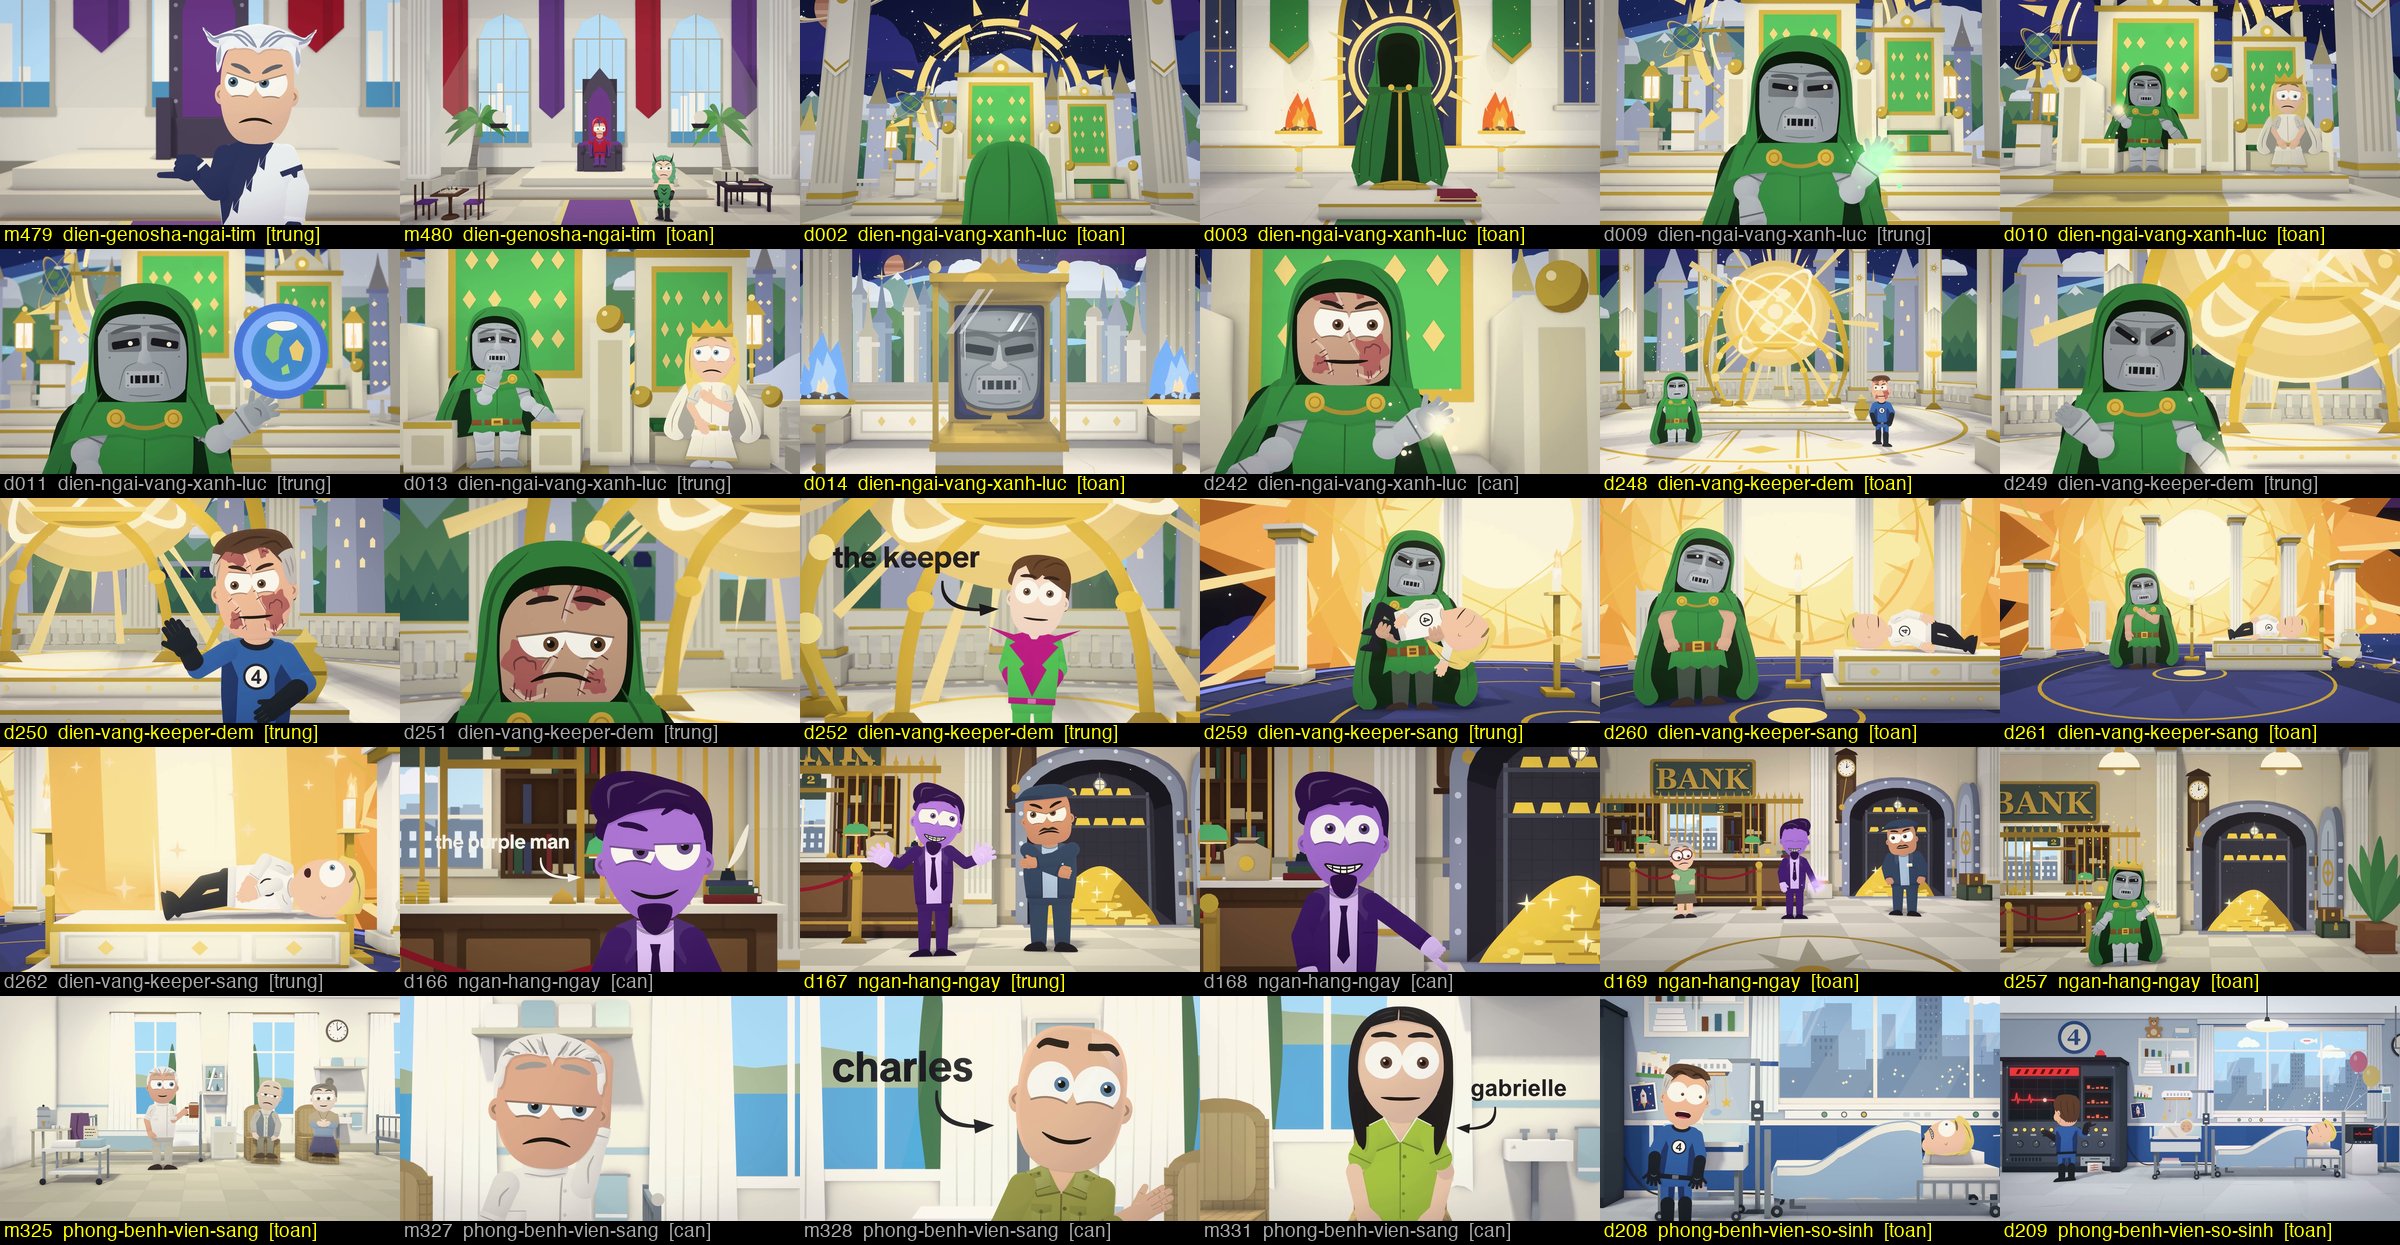 m479 dien-genosha-ngai-tim [trung]
m480 dien-genosha-ngai-tim [toan]
d002 dien-ngai-vang-xanh-luc [toan]
d003 dien-ngai-vang-xanh-luc [toan]
d009 dien-ngai-vang-xanh-luc [trung]
d010 dien-ngai-vang-xanh-luc [toan]
d011 dien-ngai-vang-xanh-luc [trung]
d013 dien-ngai-vang-xanh-luc [trung]
d014 dien-ngai-vang-xanh-luc [toan]
d242 dien-ngai-vang-xanh-luc [can]
4
d248 dien-vang-keeper-dem [toan]
d249 dien-vang-keeper-dem [trung]
4
d250 dien-vang-keeper-dem [trung]
d251 dien-vang-keeper-dem [trung]
the keeper
d252 dien-vang-keeper-dem [trung]
4
d259 dien-vang-keeper-sang [trung]
4
d260 dien-vang-keeper-sang [toan]
d261 dien-vang-keeper-sang [toan]
d262 dien-vang-keeper-sang [trung]
the purple man
d166 ngan-hang-ngay [can]
2
d167 ngan-hang-ngay [trung]
d168 ngan-hang-ngay [can]
BANK
2
d169 ngan-hang-ngay [toan]
BANK
2
d257 ngan-hang-ngay [toan]
m325 phong-benh-vien-sang [toan]
m327 phong-benh-vien-sang [can]
charles
m328 phong-benh-vien-sang [can]
gabrielle
m331 phong-benh-vien-sang [can]
4
d208 phong-benh-vien-so-sinh [toan]
4
d209 phong-benh-vien-so-sinh [toan]